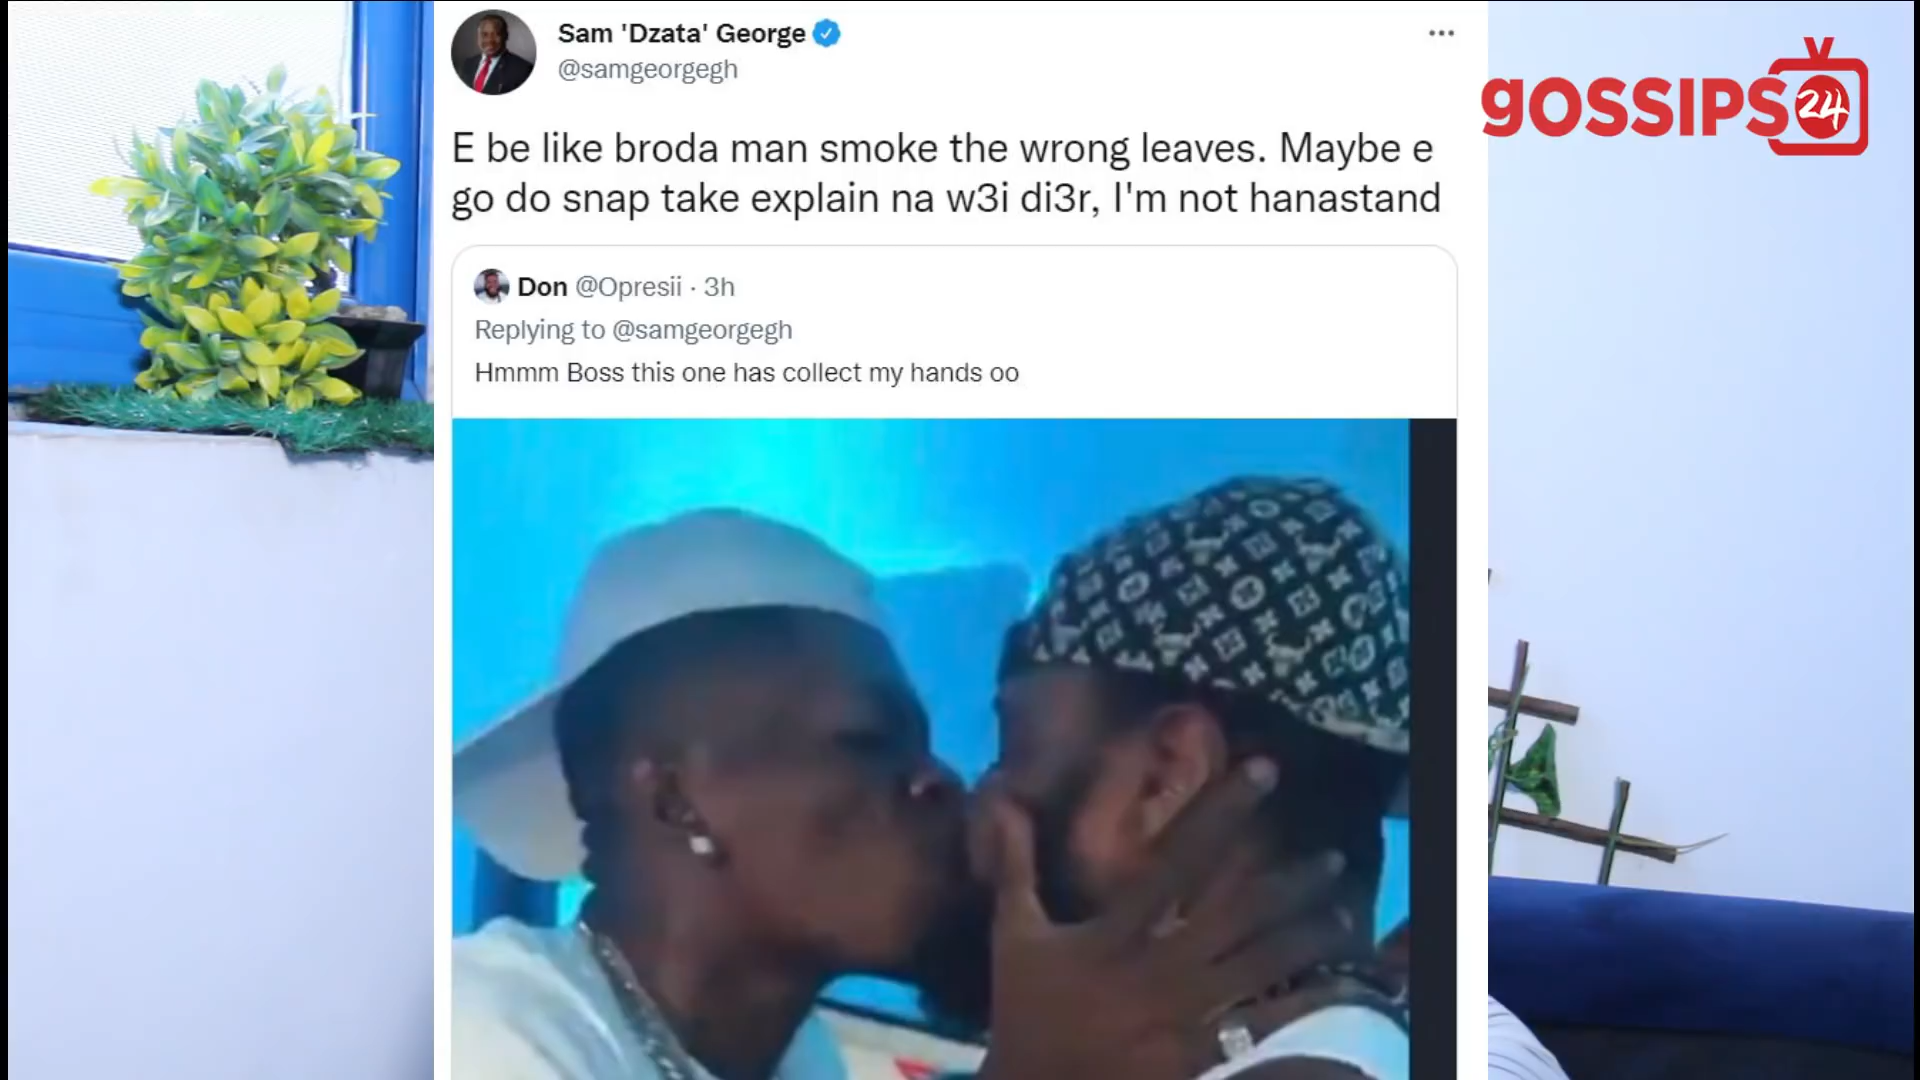 Sam 'Dzata' George
@samgeorgegh
gOSSIPS 24
E be like broda man smoke the wrong leaves. Maybe e
go do snap take explain na w3i di3r, I'm not hanastand
Don @Opresii · 3h
Replying to @samgeorgegh
Hmmm Boss this one has collect my hands oo